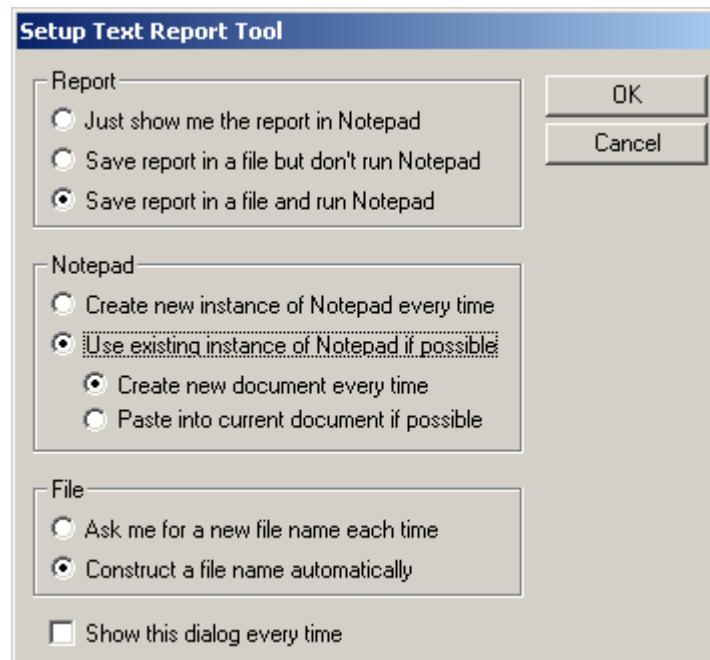 Setup Text Report Tool
Report
Just show me the report in Notepad
Save report in a file but don't run Notepad
Save report in a file and run Notepad
OK
Cancel
Notepad
Create new instance of Notepad every time
Use existing instance of Notepad if possible
Create new document every time
Paste into current document if possible
File
Ask me for a new file name each time
Construct a file name automatically
Show this dialog every time